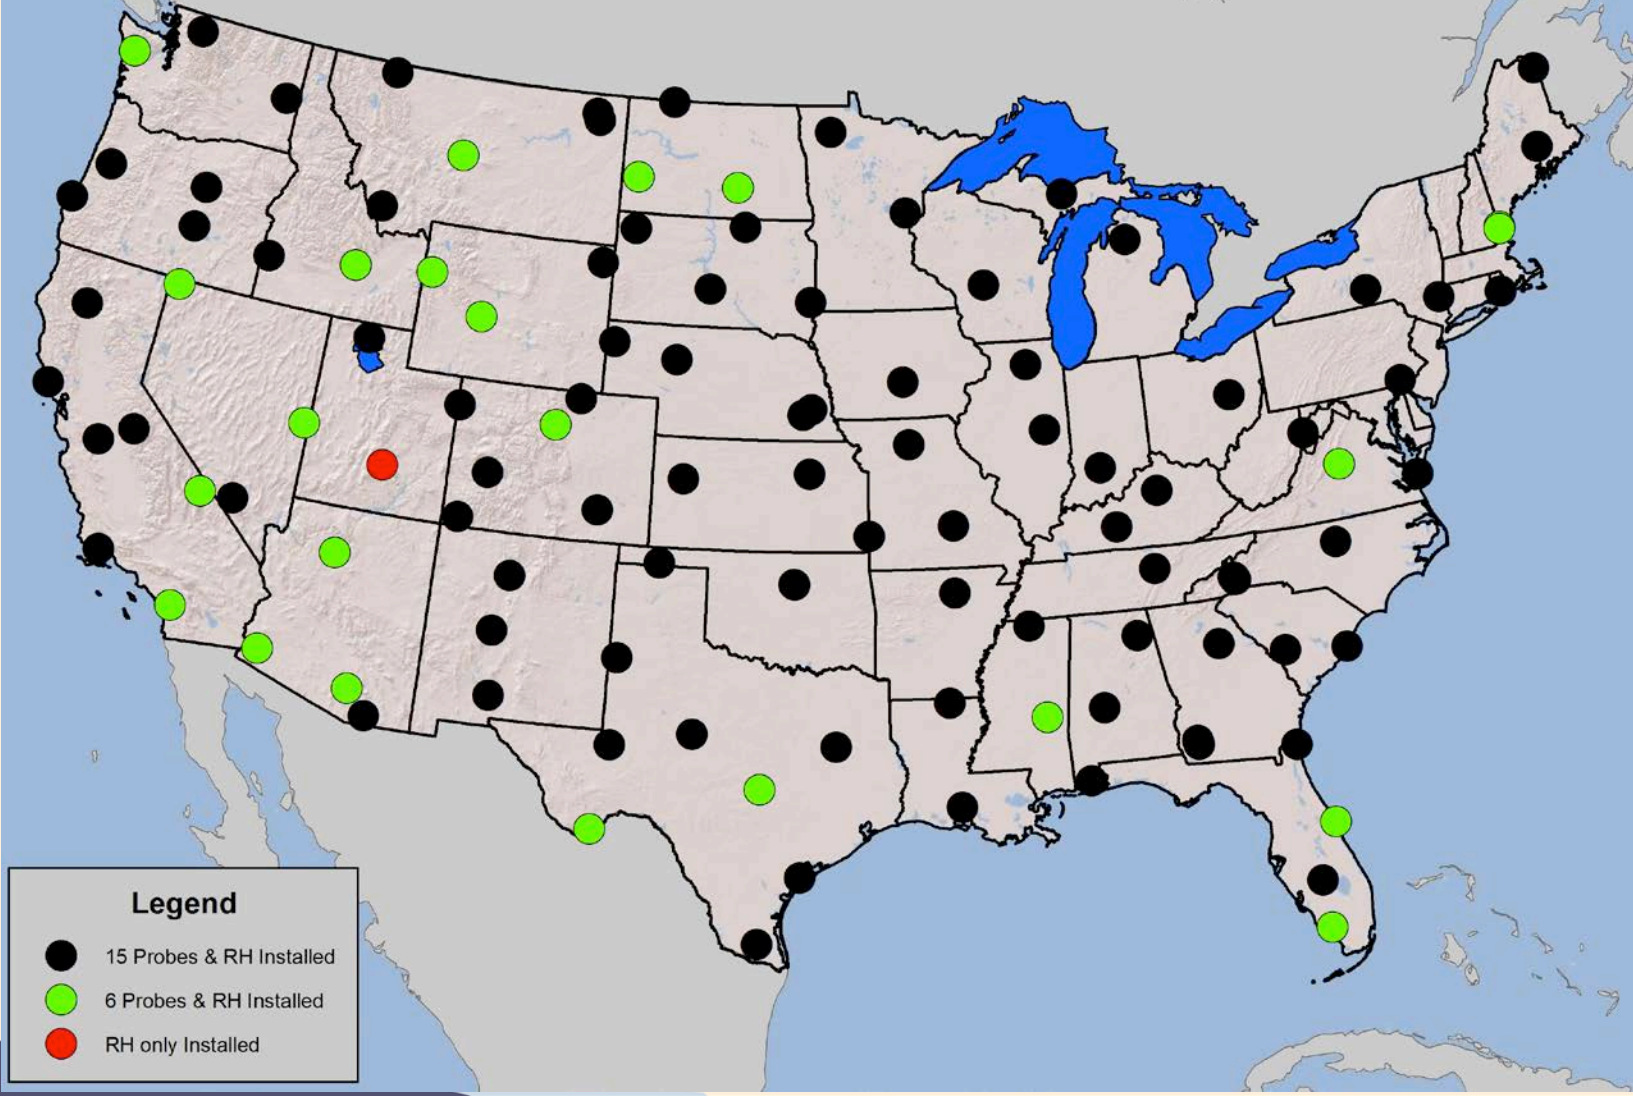 Legend
15 Probes & RH Installed
6 Probes & RH Installed
RH only Installed